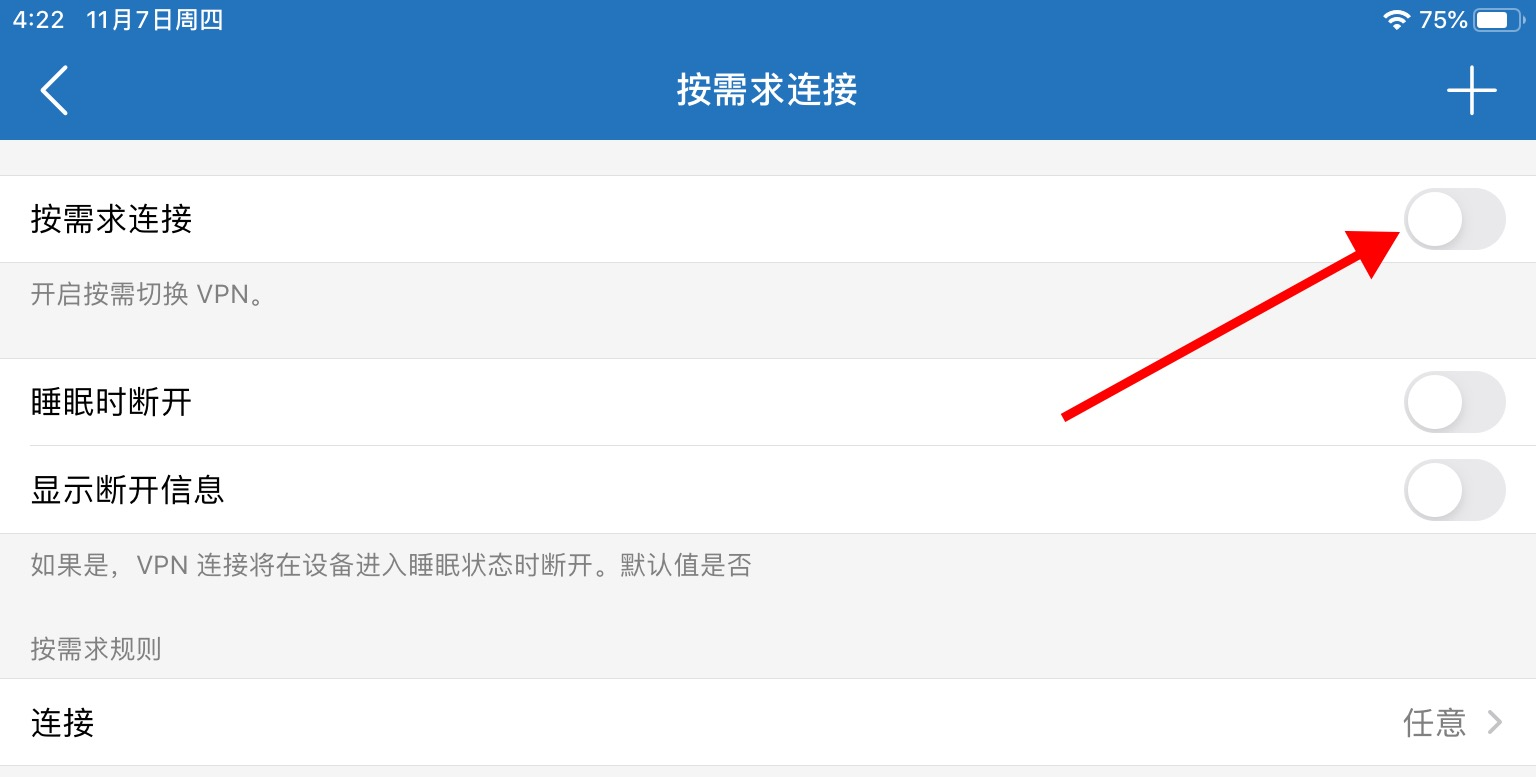 4:22 11月7日周四 75%
按需求连接
按需求连接
开启按需切换 VPN。
睡眠时断开
显示断开信息
如果是，VPN 连接将在设备进入睡眠状态时断开。默认值是否
按需求规则
连接 任意